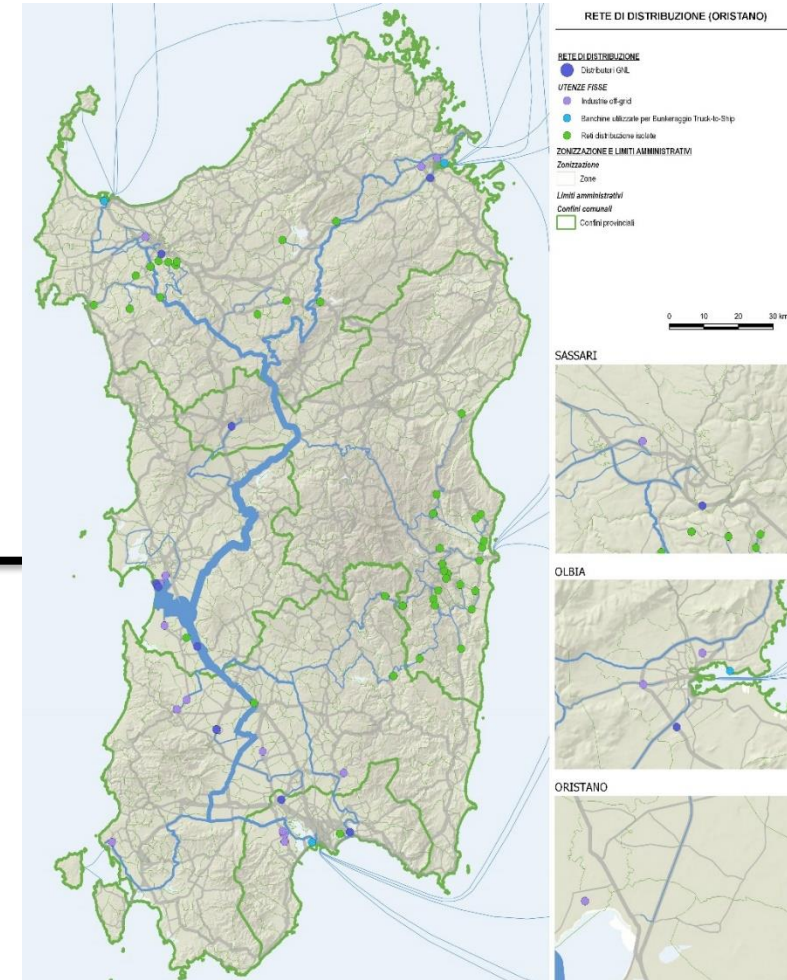 RETE DI DISTRIBUZIONE (ORISTANO)
RETE DI DISTRIBUZIONE
Distributori GNL
UTENZE FISSE
Industrie off-grid
Banchine utilizzate per Bunkeraggio Truck-to-Ship
Reti distribuzione isolate
ZONIZZAZIONE E LIMITI AMMINISTRATIVI
Zonizzazione
Zone
Limiti amministrativi
Confini comunali
Confini provinciali
0 10 20 30 km
SASSARI
OLBIA
ORISTANO